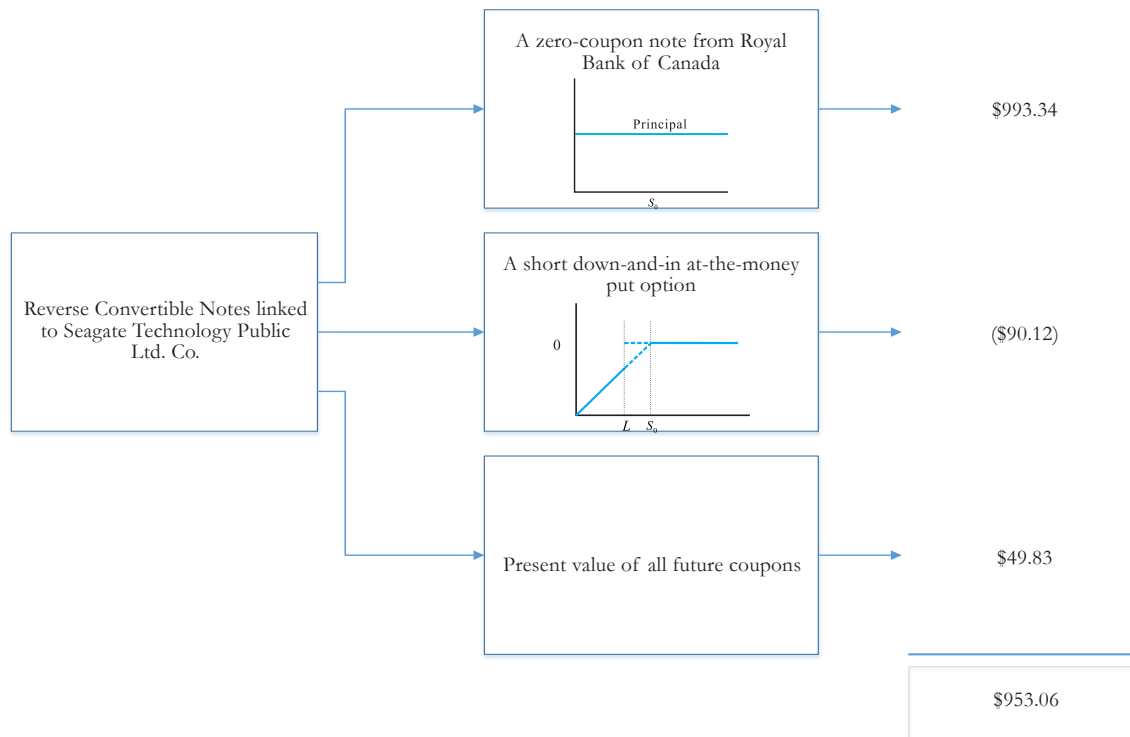 A zero-coupon note from Royal
Bank of Canada
Principal
S₀
$993.34
Reverse Convertible Notes linked
to Seagate Technology Public
Ltd. Co.
A short down-and-in at-the-money
put option
0
L S₀
($90.12)
Present value of all future coupons
$49.83
$953.06